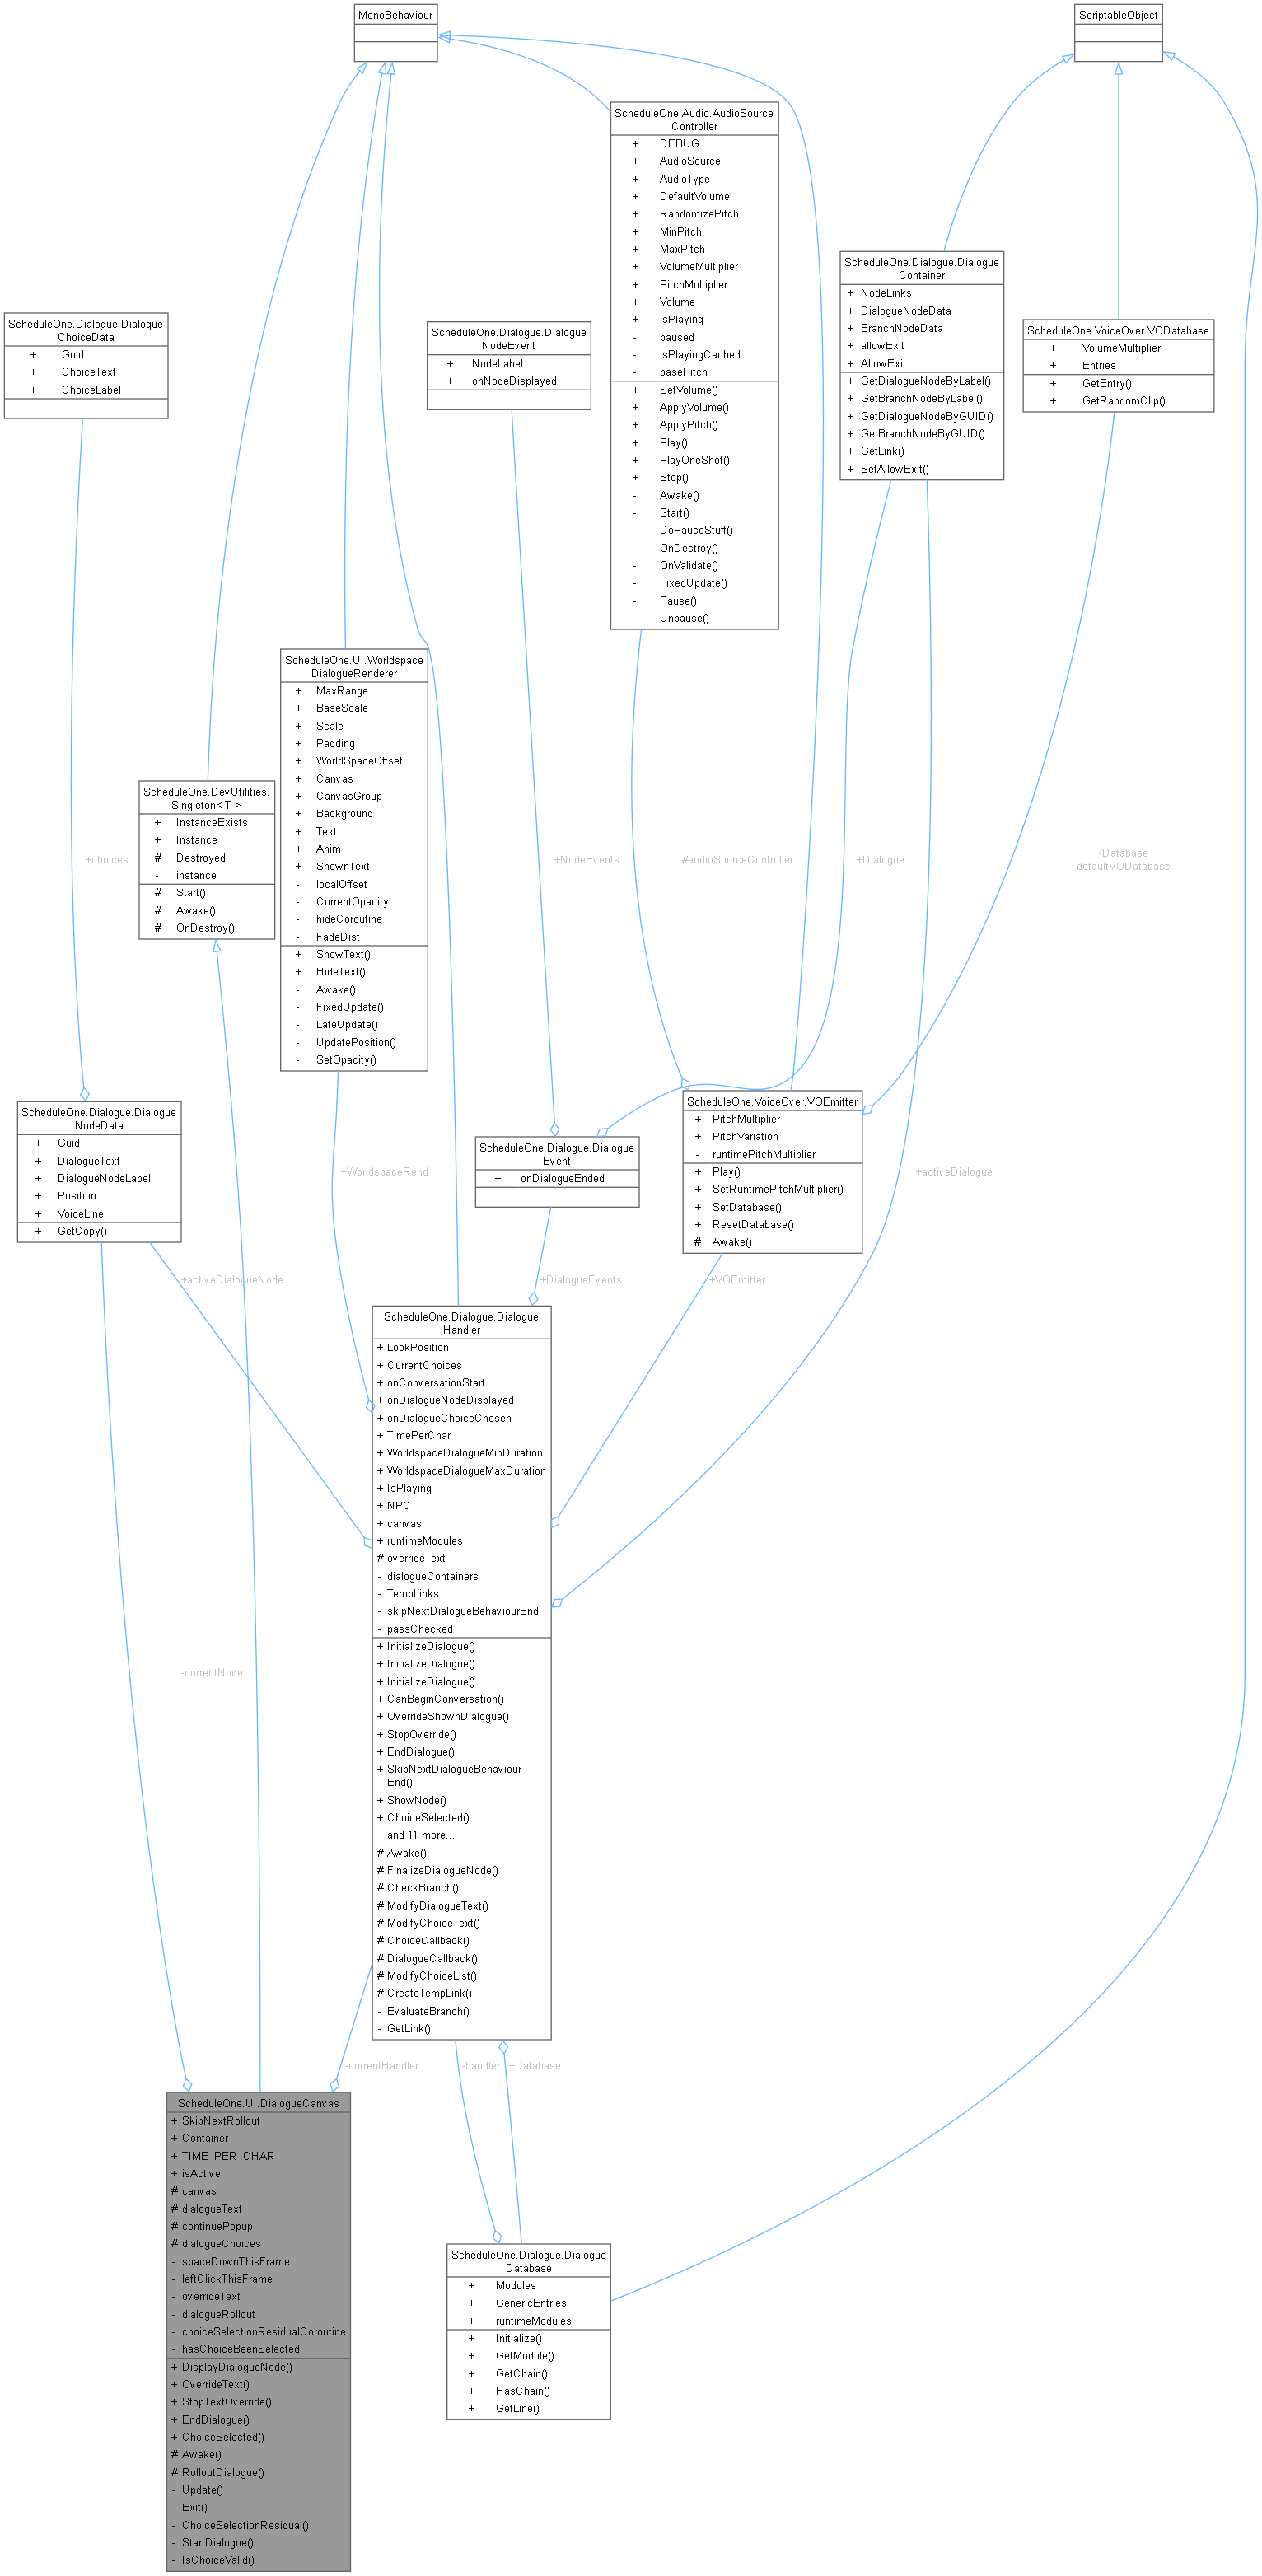 MonoBehaviour
ScriptableObject
ScheduleOne.Audio.AudioSource
Controller
+ DEBUG
+ AudioSource
+ AudioType
+ DefaultVolume
+ RandomizePitch
+ MinPitch
+ MaxPitch
+ VolumeMultiplier
+ PitchMultiplier
+ Volume
+ isPlaying
- paused
- isPlayingCached
- basePitch
+ SetVolume()
+ ApplyVolume()
+ ApplyPitch()
+ Play()
+ PlayOneShot()
+ Stop()
- Awake()
- Start()
- DoPauseStuff()
- OnDestroy()
- OnValidate()
- FixedUpdate()
- Pause()
- Unpause()
ScheduleOne.Dialogue.Dialogue
Container
+ NodeLinks
+ DialogueNodeData
+ BranchNodeData
+ allowExit
+ AllowExit
+ GetDialogueNodeByLabel()
+ GetBranchNodeByLabel()
+ GetDialogueNodeByGUID()
+ GetBranchNodeByGUID()
+ GetLink()
+ SetAllowExit()
ScheduleOne.VoiceOver.VODatabase
+ VolumeMultiplier
+ Entries
+ GetEntry()
+ GetRandomClip()
ScheduleOne.Dialogue.Dialogue
ChoiceData
+ Guid
+ ChoiceText
+ ChoiceLabel
ScheduleOne.Dialogue.Dialogue
NodeEvent
+ NodeLabel
+ onNodeDisplayed
ScheduleOne.UI.Worldspace
DialogueRenderer
+ MaxRange
+ BaseScale
+ Scale
+ Padding
+ WorldSpaceOffset
+ Canvas
+ CanvasGroup
+ Background
+ Text
+ Anim
+ ShownText
- localOffset
- CurrentOpacity
- hideCoroutine
- FadeDist
+ ShowText()
+ HideText()
- Awake()
- FixedUpdate()
- LateUpdate()
- UpdatePosition()
- SetOpacity()
ScheduleOne.DevUtilities.
Singleton< T >
+ InstanceExists
+ Instance
# Destroyed
- instance
# Start()
# Awake()
# OnDestroy()
+choices
+NodeEvents
#audioSourceController
+Dialogue
-Database
-defaultVODatabase
ScheduleOne.Dialogue.Dialogue
NodeData
+ Guid
+ DialogueText
+ DialogueNodeLabel
+ Position
+ VoiceLine
+ GetCopy()
+WorldspaceRend
ScheduleOne.Dialogue.Dialogue
Event
+ onDialogueEnded
ScheduleOne.VoiceOver.VOEmitter
+ PitchMultiplier
+ PitchVariation
- runtimePitchMultiplier
+ Play()
+ SetRuntimePitchMultiplier()
+ SetDatabase()
+ ResetDatabase()
# Awake()
+activeDialogue
+activeDialogueNode
+DialogueEvents
+VOEmitter
ScheduleOne.Dialogue.Dialogue
Handler
+ LookPosition
+ CurrentChoices
+ onConversationStart
+ onDialogueNodeDisplayed
+ onDialogueChoiceChosen
+ TimePerChar
+ WorldspaceDialogueMinDuration
+ WorldspaceDialogueMaxDuration
+ IsPlaying
+ NPC
+ canvas
+ runtimeModules
# overrideText
- dialogueContainers
- TempLinks
- skipNextDialogueBehaviourEnd
- passChecked
+ InitializeDialogue()
+ InitializeDialogue()
+ InitializeDialogue()
+ CanBeginConversation()
+ OverrideShownDialogue()
+ StopOverride()
+ EndDialogue()
+ SkipNextDialogueBehaviour
End()
+ ShowNode()
+ ChoiceSelected()
and 11 more...
# Awake()
# FinalizeDialogueNode()
# CheckBranch()
# ModifyDialogueText()
# ModifyChoiceText()
# ChoiceCallback()
# DialogueCallback()
# ModifyChoiceList()
# CreateTempLink()
- EvaluateBranch()
- GetLink()
-currentNode
-currentHandler
-handler
+Database
ScheduleOne.UI.DialogueCanvas
+ SkipNextRollout
+ Container
+ TIME_PER_CHAR
+ isActive
# canvas
# dialogueText
# continuePopup
# dialogueChoices
- spaceDownThisFrame
- leftClickThisFrame
- overrideText
- dialogueRollout
- choiceSelectionResidualCoroutine
- hasChoiceBeenSelected
+ DisplayDialogueNode()
+ OverrideText()
+ StopTextOverride()
+ EndDialogue()
+ ChoiceSelected()
# Awake()
# RolloutDialogue()
- Update()
- Exit()
- ChoiceSelectionResidual()
- StartDialogue()
- IsChoiceValid()
ScheduleOne.Dialogue.Dialogue
Database
+ Modules
+ GenericEntries
+ runtimeModules
+ Initialize()
+ GetModule()
+ GetChain()
+ HasChain()
+ GetLine()